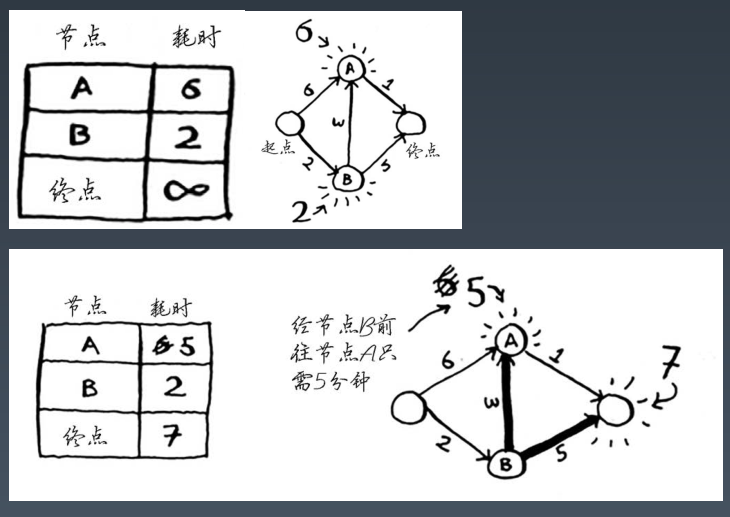 节点 耗时
A 6
B 2
终点 ∞
6
A
6 1
起点 3 终点
2 5
B
2
节点 耗时
A 5
B 2
终点 7
经节点B前
往节点A只
需5分钟
5
A
6 1 7
3
2 5
B